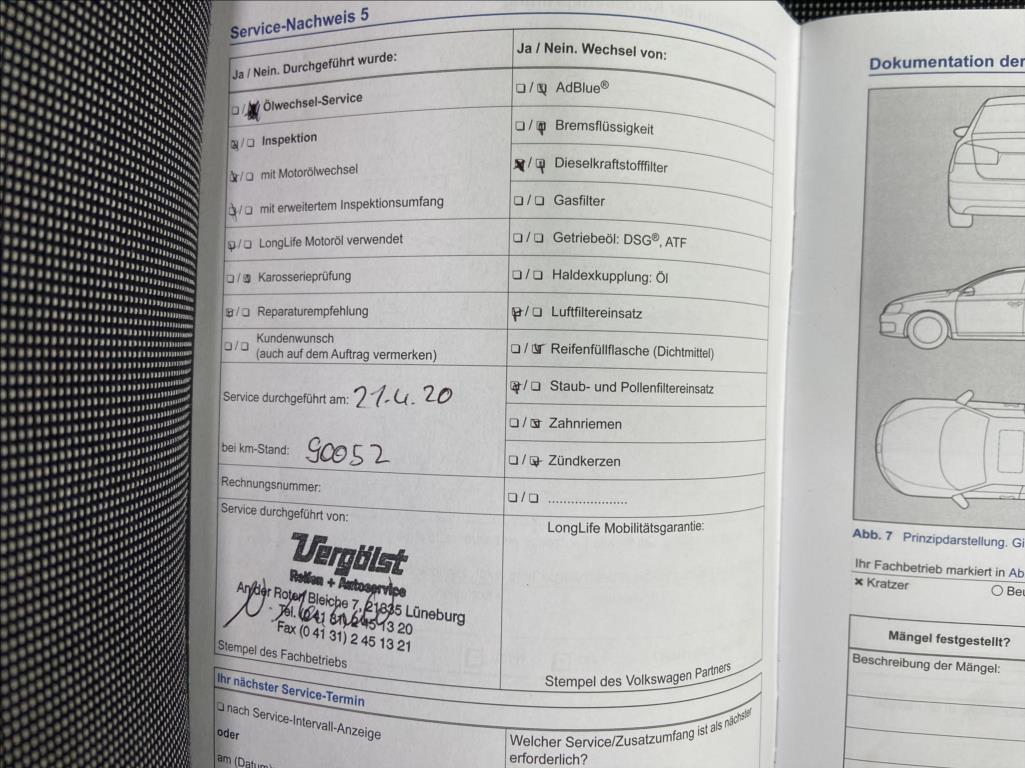 Service-Nachweis 5
Ja / Nein. Durchgeführt wurde:
Ölwechsel-Service
Inspektion
mit Motorölwechsel
mit erweitertem Inspektionsumfang
LongLife Motoröl verwendet
Karosserieprüfung
Reparaturempfehlung
Kundenwunsch
(auch auf dem Auftrag vermerken)
Service durchgeführt am: 21.4.20
bei km-Stand: 90052
Rechnungsnummer:
Service durchgeführt von:
Vergölst
Reifen + Autoservice
An der Roten Bleiche 7, 21335 Lüneburg
Tel. (0 41 31) 2 45 13 20
Fax (0 41 31) 2 45 13 21
Stempel des Fachbetriebs
Ja / Nein. Wechsel von:
AdBlue®
Bremsflüssigkeit
Dieselkraftstofffilter
Gasfilter
Getriebeöl: DSG®, ATF
Haldexkupplung: Öl
Luftfiltereinsatz
Reifenfüllflasche (Dichtmittel)
Staub- und Pollenfiltereinsatz
Zahnriemen
Zündkerzen
.....................
LongLife Mobilitätsgarantie:
Stempel des Volkswagen Partners
Ihr nächster Service-Termin
nach Service-Intervall-Anzeige
oder
am (Datum)
Welcher Service/Zusatzumfang ist als nächster
erforderlich?
Dokumentation der
Abb. 7 Prinzipdarstellung. Gi
Ihr Fachbetrieb markiert in Ab
× Kratzer
○ Beu
Mängel festgestellt?
Beschreibung der Mängel: